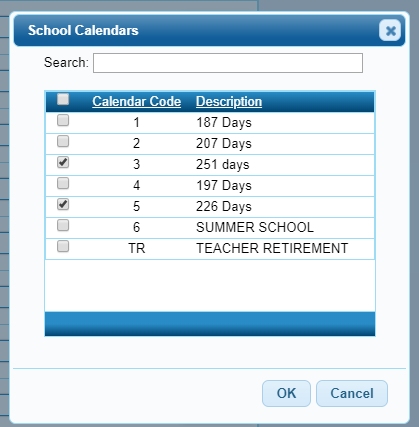 School Calendars
Search:
Calendar Code Description
1 187 Days
2 207 Days
3 251 days
4 197 Days
5 226 Days
6 SUMMER SCHOOL
TR TEACHER RETIREMENT
OK Cancel